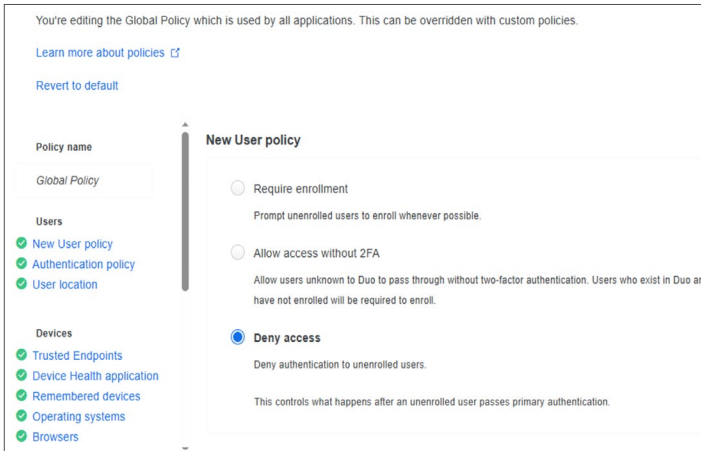 You're editing the Global Policy which is used by all applications. This can be overridden with custom policies.
Learn more about policies
Revert to default
Policy name
Global Policy
Users
New User policy
Authentication policy
User location
Devices
Trusted Endpoints
Device Health application
Remembered devices
Operating systems
Browsers
New User policy
Require enrollment
Prompt unenrolled users to enroll whenever possible.
Allow access without 2FA
Allow users unknown to Duo to pass through without two-factor authentication. Users who exist in Duo
have not enrolled will be required to enroll.
Deny access
Deny authentication to unenrolled users.
This controls what happens after an unenrolled user passes primary authentication.